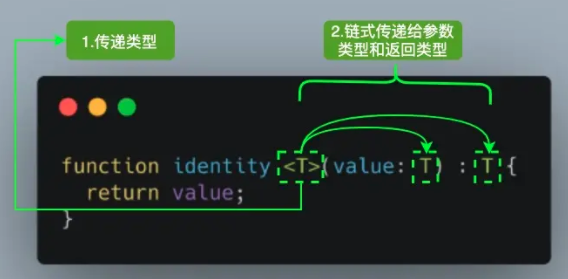 1.传递类型
2.链式传递给参数
类型和返回类型
function identity <T>(value: T) : T {
return value;
}